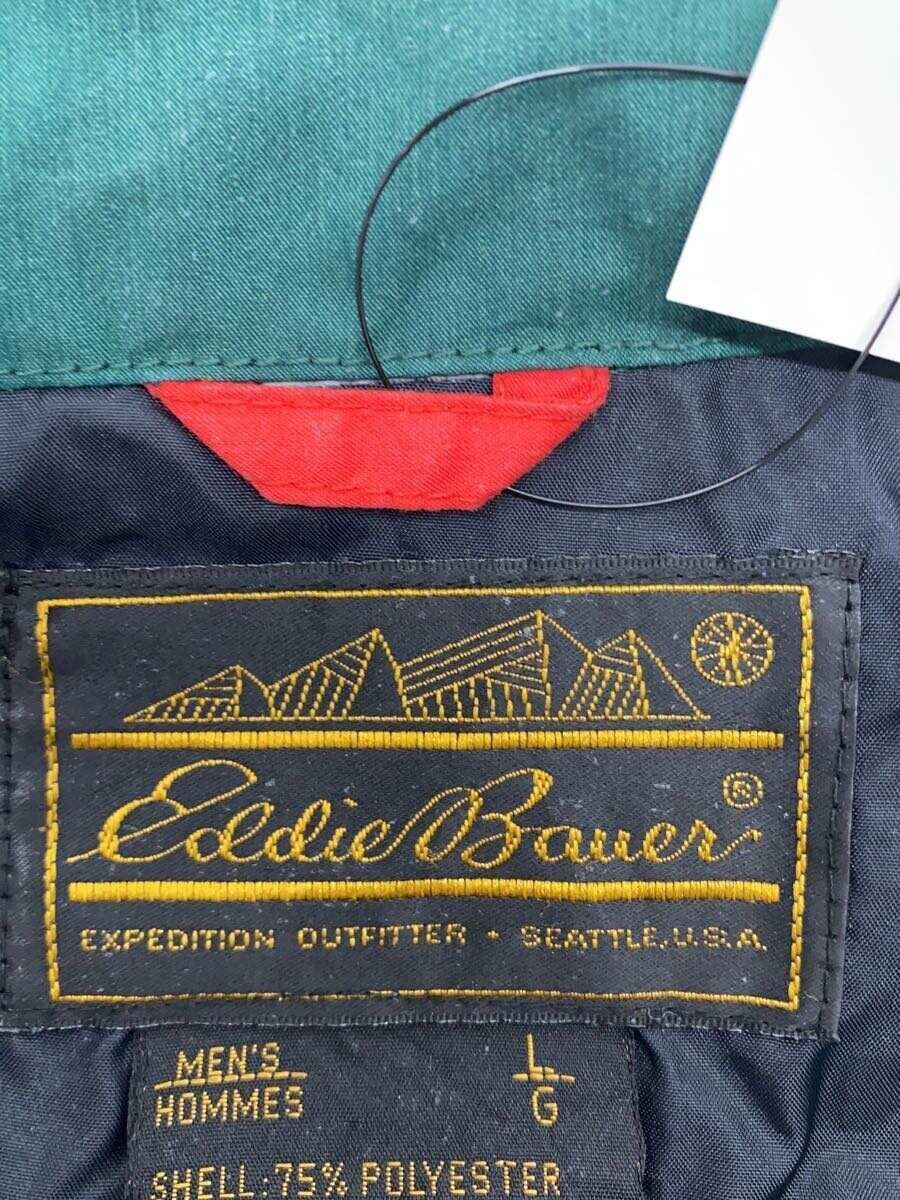 Eddie Bauer®
EXPEDITION OUTFITTER • SEATTLE, U.S.A.
MEN'S L
HOMMES G
SHELL: 75% POLYESTER